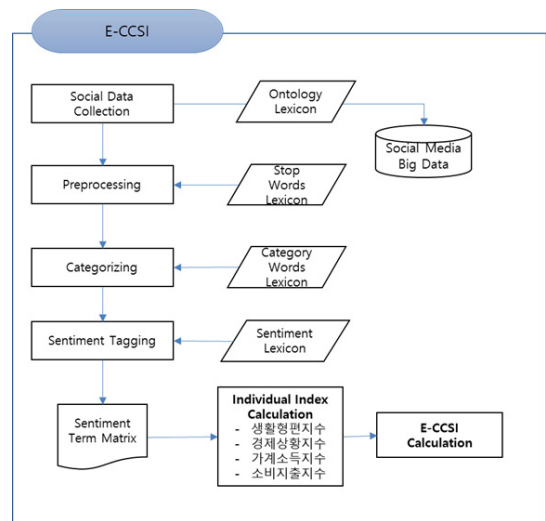 E-CCSI
Social Data
Collection
Ontology
Lexicon
Social Media
Big Data
Preprocessing
Stop
Words
Lexicon
Categorizing
Category
Words
Lexicon
Sentiment Tagging
Sentiment
Lexicon
Sentiment
Term Matrix
Individual Index
Calculation
- 생활형편지수
- 경제상황지수
- 가계소득지수
- 소비지출지수
E-CCSI
Calculation